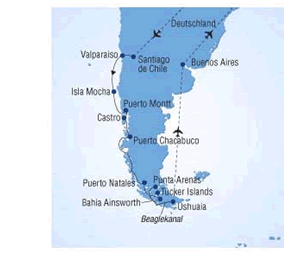 Deutschland
Valparaiso
Santiago
de Chile
Buenos Aires
Isla Mocha
Puerto Montt
Castro
Puerto Chacabuco
Puerto Natales
Punta Arenas
Tucker Islands
Bahia Ainsworth
Ushuaia
Beaglekanal